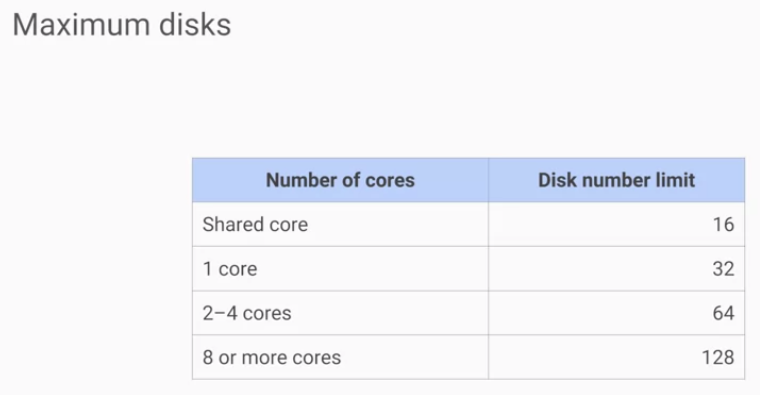 Maximum disks
Number of cores Disk number limit
Shared core 16
1 core 32
2–4 cores 64
8 or more cores 128